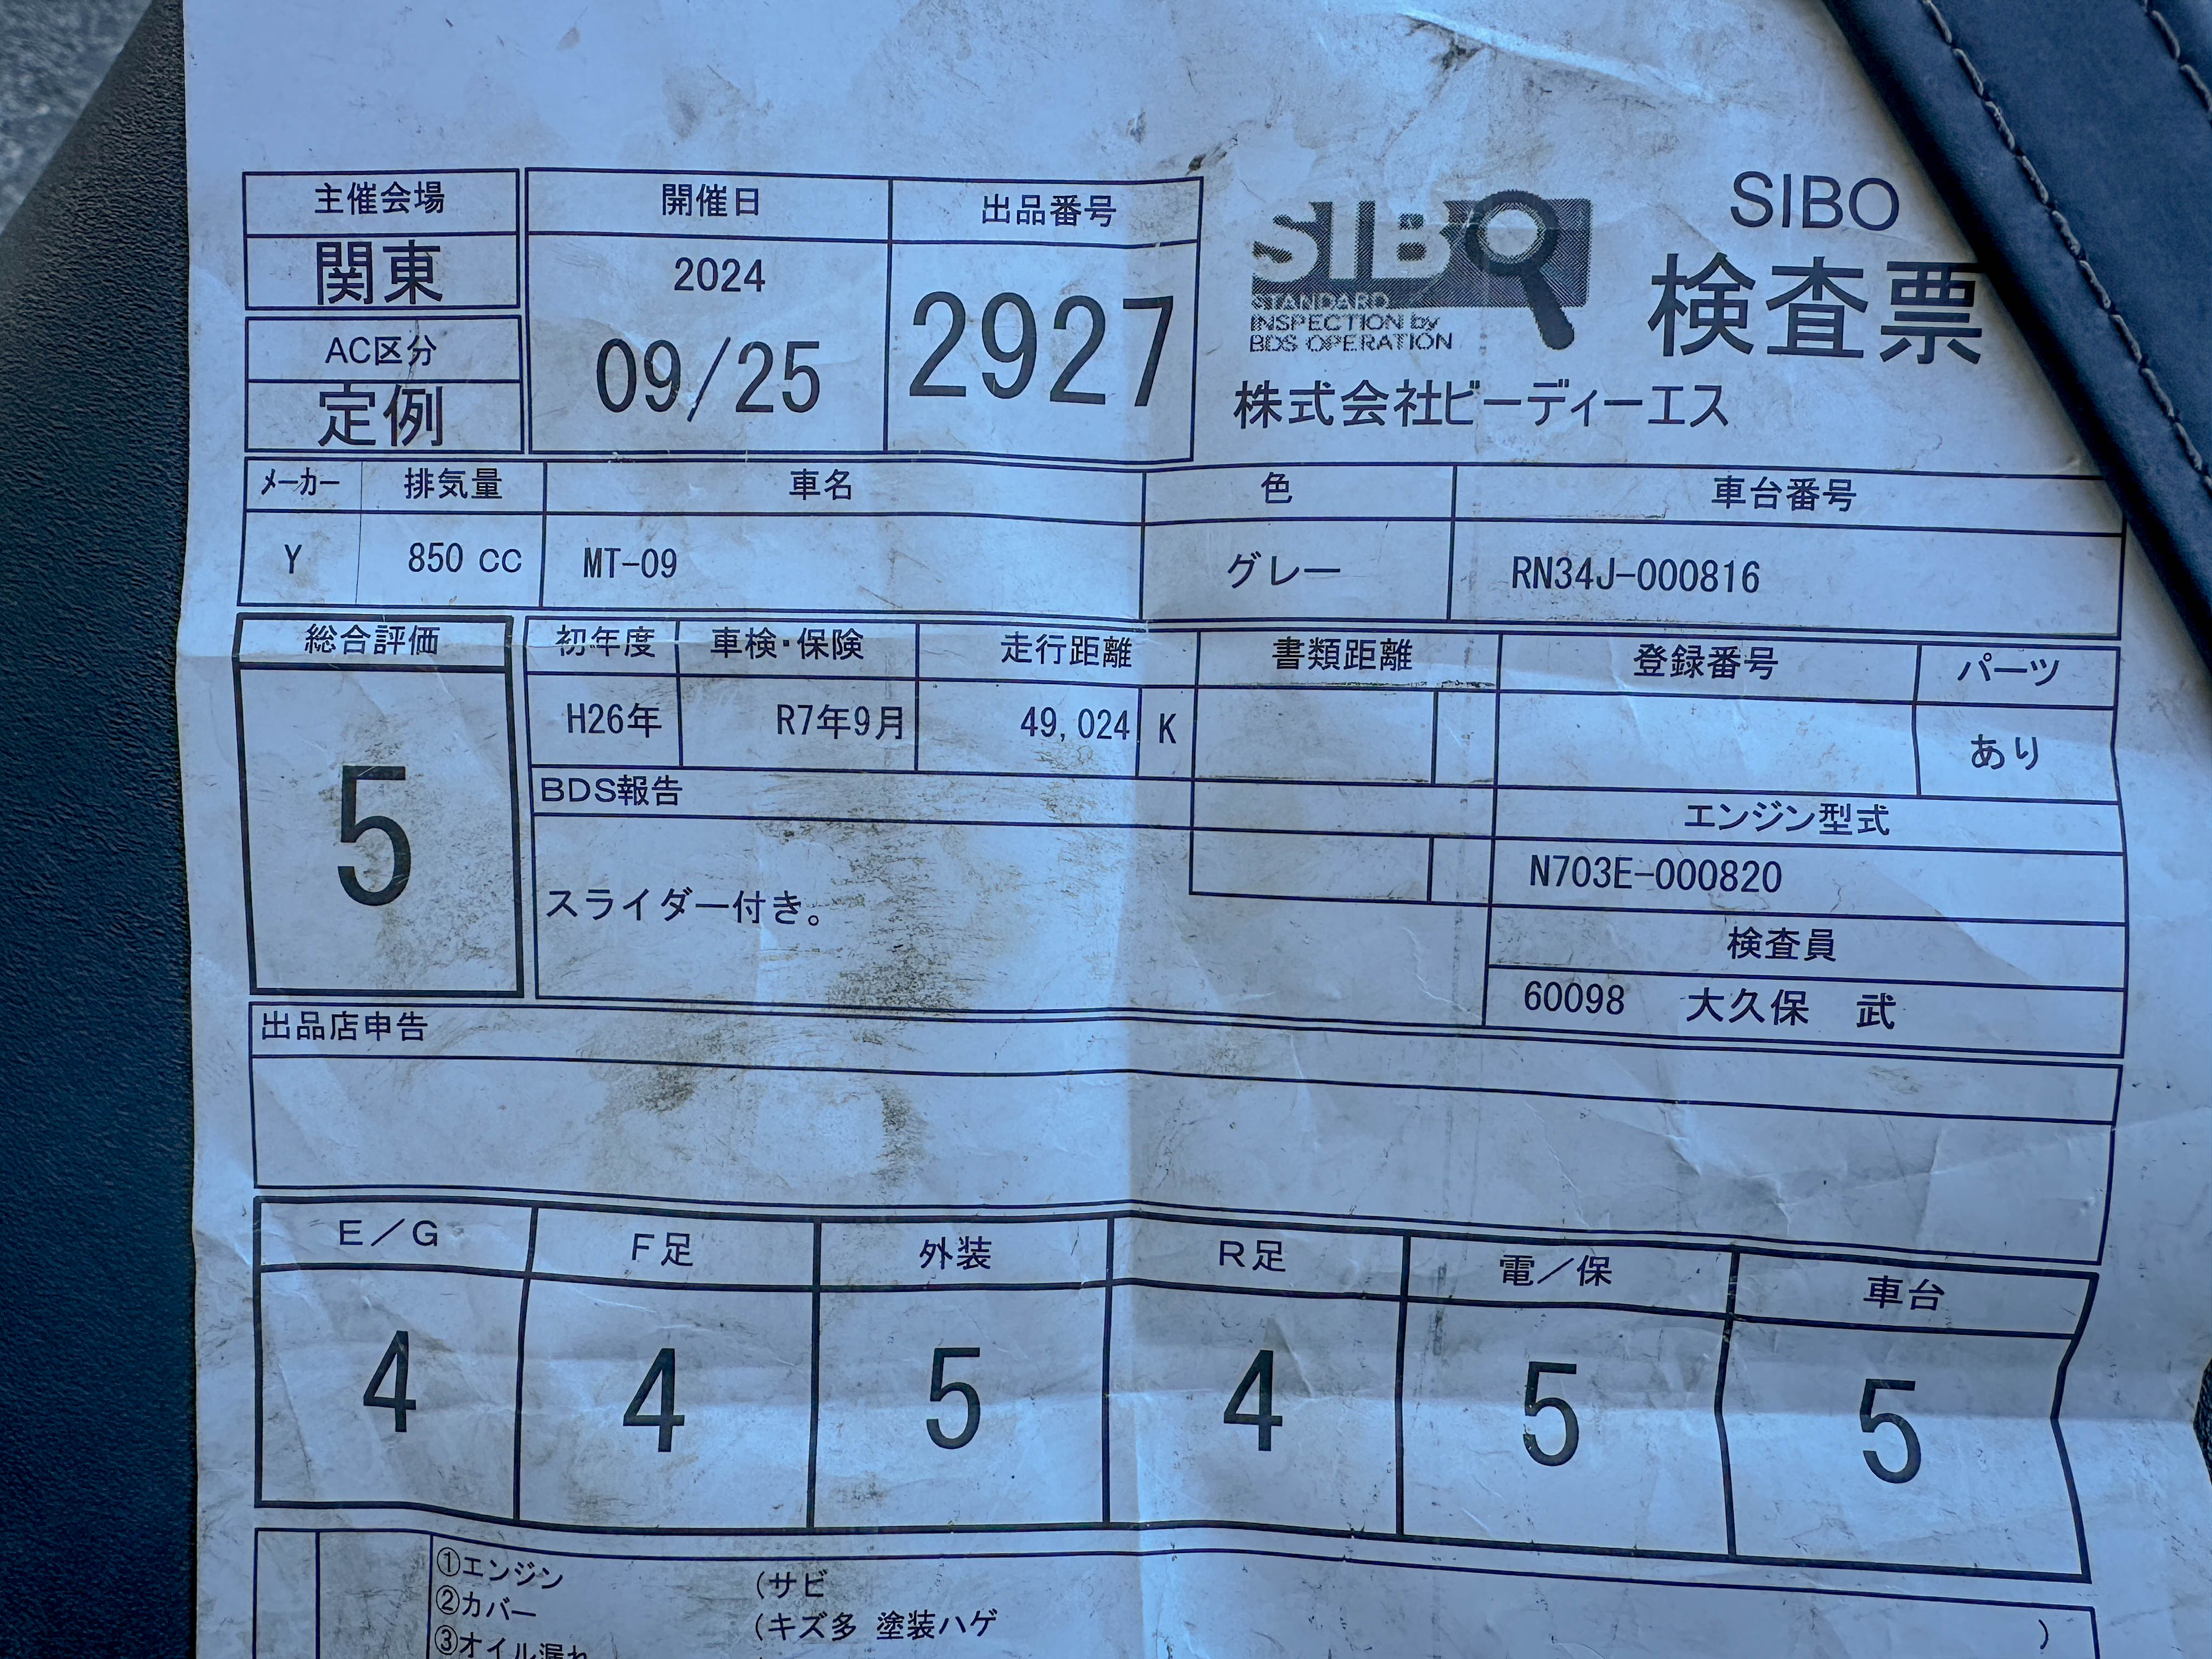 主催会場
関東
AC区分
定例
開催日
2024
09/25
出品番号
2927
SIBO
STANDARD
INSPECTION by
BDS OPERATION
SIBO
検査票
株式会社ビーディーエス
メーカー 排気量 車名 色 車台番号
Y 850 cc MT-09 グレー RN34J-000816
総合評価
5
初年度 車検・保険 走行距離 書類距離 登録番号 パーツ
H26年 R7年9月 49,024 K あり
BDS報告
スライダー付き。
エンジン型式
N703E-000820
検査員
60098 大久保 武
出品店申告
E/G F足 外装 R足 電/保 車台
4 4 5 4 5 5
①エンジン (サビ
②カバー (キズ多 塗装ハゲ )
③オイル漏れ